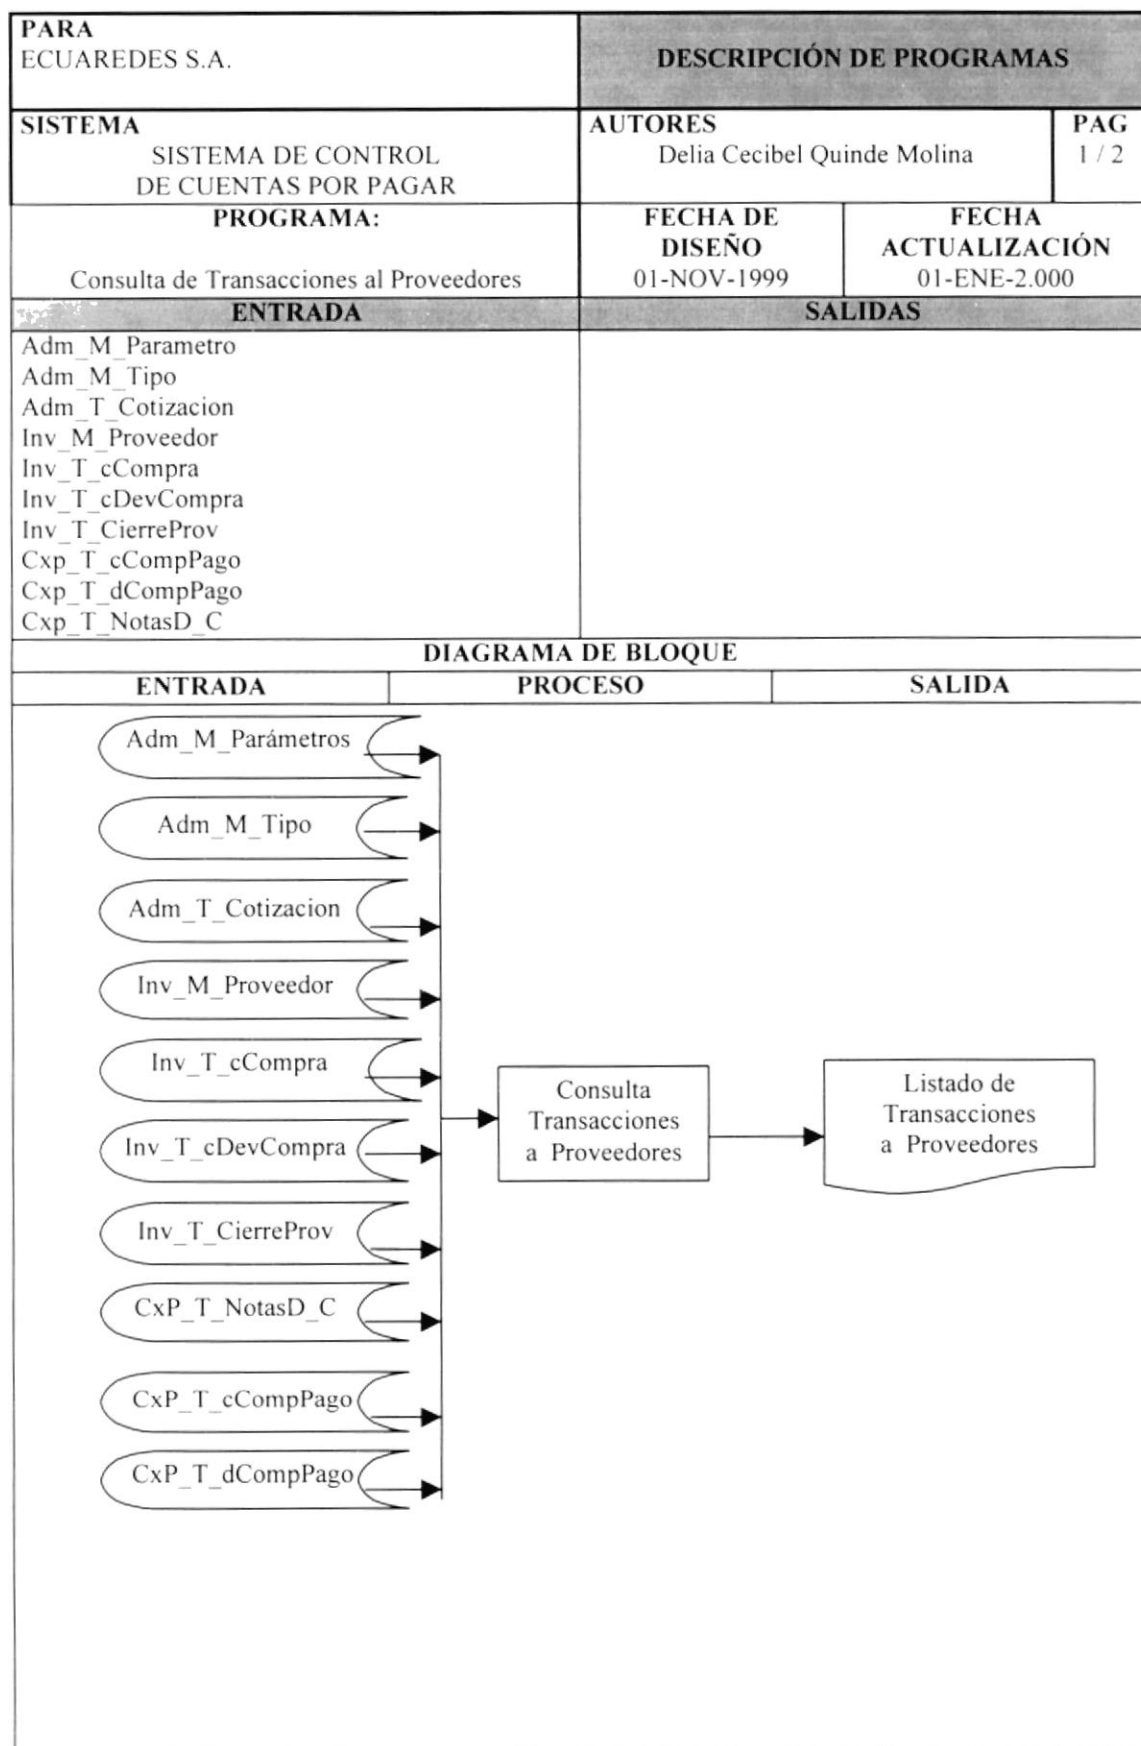 PARA
ECUAREDES S.A.
DESCRIPCIÓN DE PROGRAMAS
SISTEMA
SISTEMA DE CONTROL
DE CUENTAS POR PAGAR
AUTORES
Delia Cecibel Quinde Molina
PAG
1 / 2
PROGRAMA:
Consulta de Transacciones al Proveedores
FECHA DE
DISEÑO
01-NOV-1999
FECHA
ACTUALIZACIÓN
01-ENE-2.000
ENTRADA
SALIDAS
Adm_M_Parametro
Adm_M_Tipo
Adm_T_Cotizacion
Inv_M_Proveedor
Inv_T_cCompra
Inv_T_cDevCompra
Inv_T_CierreProv
Cxp_T_cCompPago
Cxp_T_dCompPago
Cxp_T_NotasD_C
DIAGRAMA DE BLOQUE
ENTRADA
PROCESO
SALIDA
Adm_M_Parámetros
Adm_M_Tipo
Adm_T_Cotizacion
Inv_M_Proveedor
Inv_T_cCompra
Inv_T_cDevCompra
Inv_T_CierreProv
CxP_T_NotasD_C
CxP_T_cCompPago
CxP_T_dCompPago
Consulta
Transacciones
a Proveedores
Listado de
Transacciones
a Proveedores